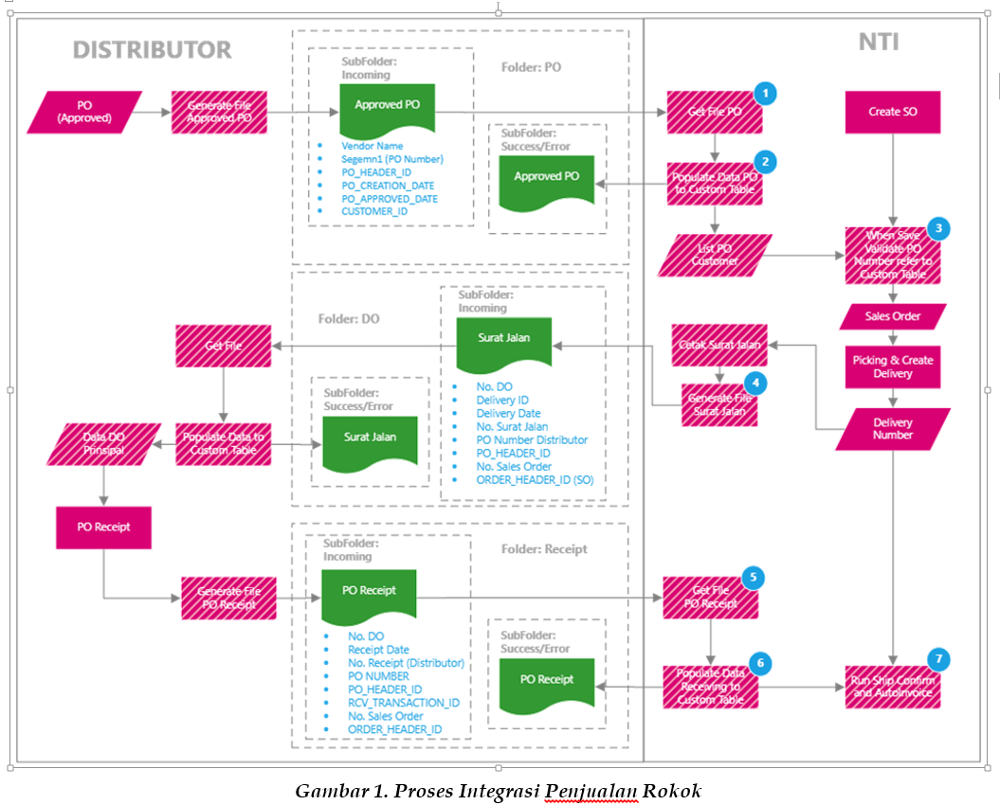 DISTRIBUTOR
NTI
SubFolder:
Incoming
Folder: PO
PO
(Approved)
Generate File
Approved PO
Approved PO
1
Get File PO
Create SO
Vendor Name
Segemn1 (PO Number)
PO_HEADER_ID
PO_CREATION_DATE
PO_APPROVED_DATE
CUSTOMER_ID
SubFolder:
Success/Error
Approved PO
2
Populate Data PO
to Custom Table
List PO
Customer
3
When Save
Validate PO
Number refer to
Custom Table
Sales Order
Picking & Create
Delivery
Delivery
Number
Folder: DO
SubFolder:
Incoming
Surat Jalan
Get File
Cetak Surat Jalan
4
Generate File
Surat Jalan
No. DO
Delivery ID
Delivery Date
No. Surat Jalan
PO Number Distributor
PO_HEADER_ID
No. Sales Order
ORDER_HEADER_ID (SO)
SubFolder:
Success/Error
Surat Jalan
Populate Data to
Custom Table
Data DO
Prinsipal
PO Receipt
Generate File
PO Receipt
SubFolder:
Incoming
Folder: Receipt
PO Receipt
5
Get File
PO Receipt
No. DO
Receipt Date
No. Receipt (Distributor)
PO NUMBER
PO_HEADER_ID
RCV_TRANSACTION_ID
No. Sales Order
ORDER_HEADER_ID
SubFolder:
Success/Error
PO Receipt
6
Populate Data
Receiving to
Custom Table
7
Run Ship Confirm
and AutoInvoice
Gambar 1. Proses Integrasi Penjualan Rokok